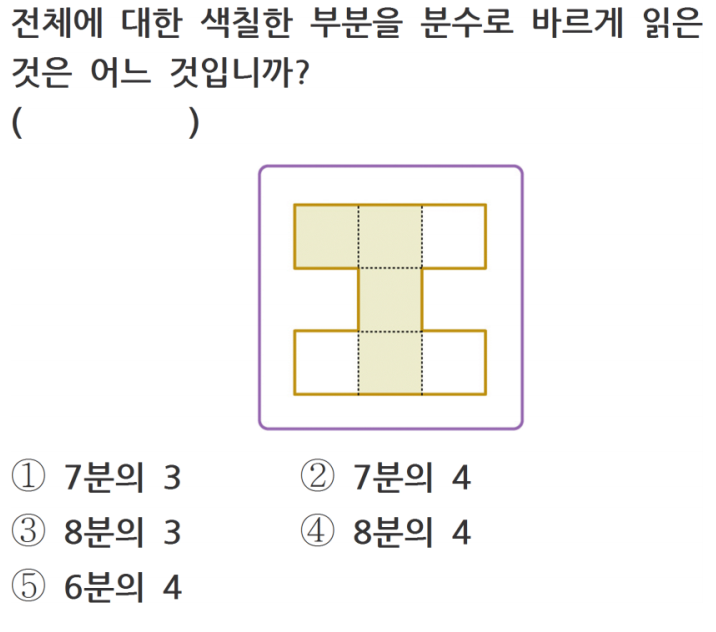 전체에 대한 색칠한 부분을 분수로 바르게 읽은
것은 어느 것입니까?
(          )
① 7분의 3 ② 7분의 4
③ 8분의 3 ④ 8분의 4
⑤ 6분의 4